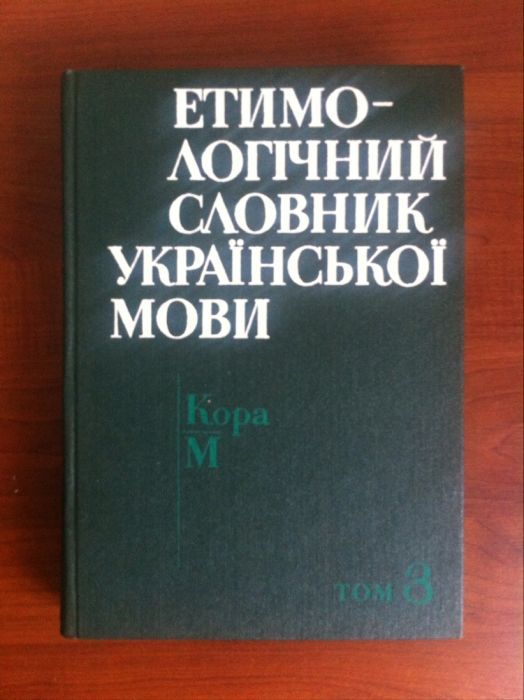 ЕТИМО-
ЛОГІЧНИЙ
СЛОВНИК
УКРАЇНСЬКОЇ
МОВИ
Кора
М
ТОМ 3